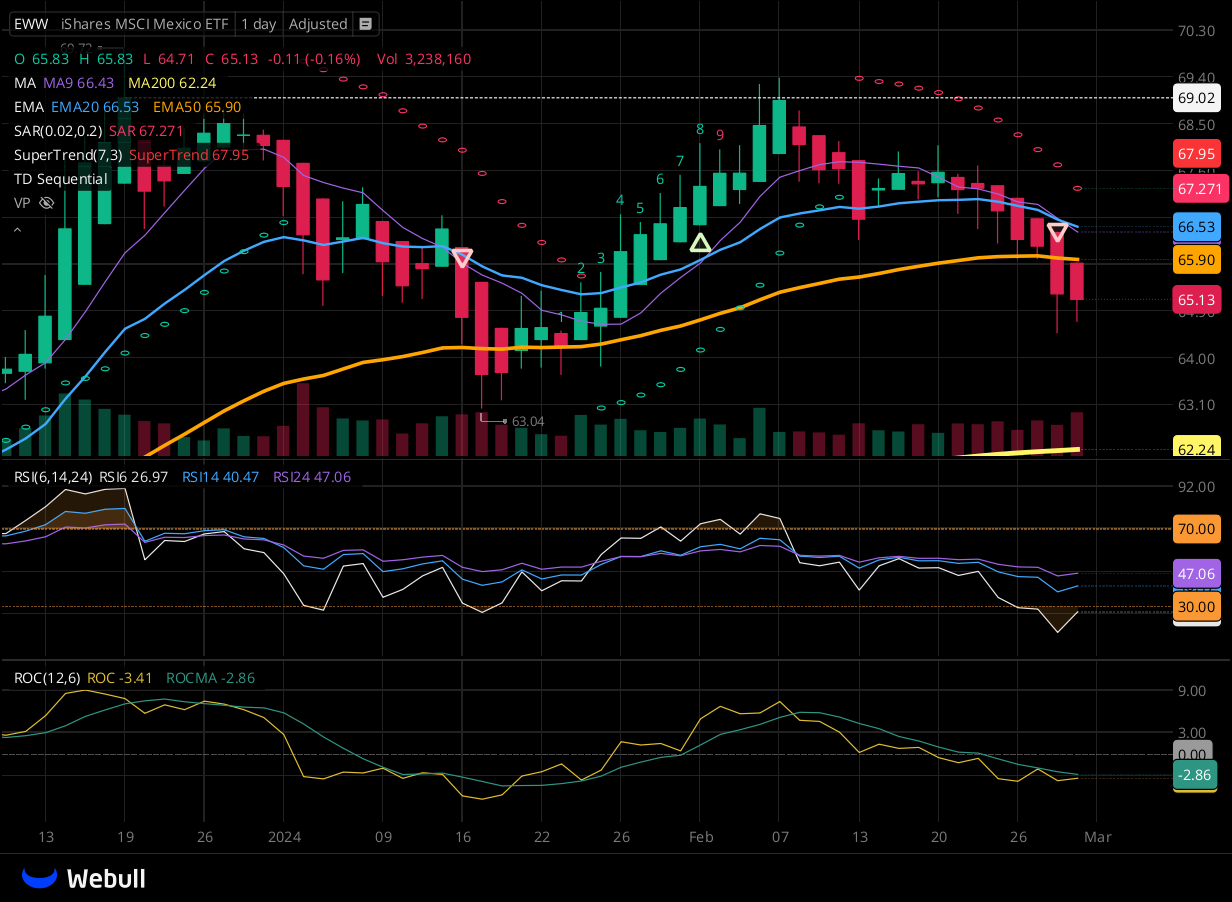 EWW iShares MSCI Mexico ETF 1 day Adjusted
O 65.83 H 65.83 L 64.71 C 65.13 -0.11 (-0.16%) Vol 3,238,160
MA MA9 66.43 MA200 62.24
EMA EMA20 66.53 EMA50 65.90
SAR(0.02,0.2) SAR 67.271
SuperTrend(7,3) SuperTrend 67.95
TD Sequential
VP
70.30
69.40
69.02
68.50
67.95
67.271
66.53
65.90
65.13
64.00
63.10
62.24
1 2 3 4 5 6 7 8 9
63.04
RSI(6,14,24) RSI6 26.97 RSI14 40.47 RSI24 47.06
92.00
70.00
47.06
30.00
ROC(12,6) ROC -3.41 ROCMA -2.86
9.00
3.00
0.00
-2.86
13 19 26 2024 09 16 22 26 Feb 07 13 20 26 Mar
Webull